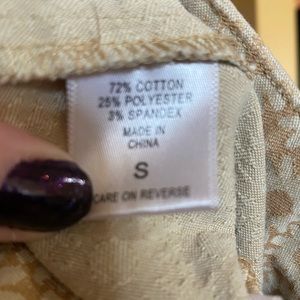 72% COTTON
25% POLYESTER
3% SPANDEX
MADE IN
CHINA
S
CARE ON REVERSE